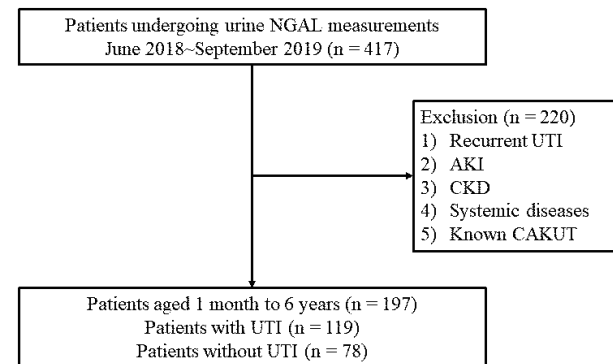 Patients undergoing urine NGAL measurements
June 2018~September 2019 (n = 417)
Exclusion (n = 220)
1) Recurrent UTI
2) AKI
3) CKD
4) Systemic diseases
5) Known CAKUT
Patients aged 1 month to 6 years (n = 197)
Patients with UTI (n = 119)
Patients without UTI (n = 78)